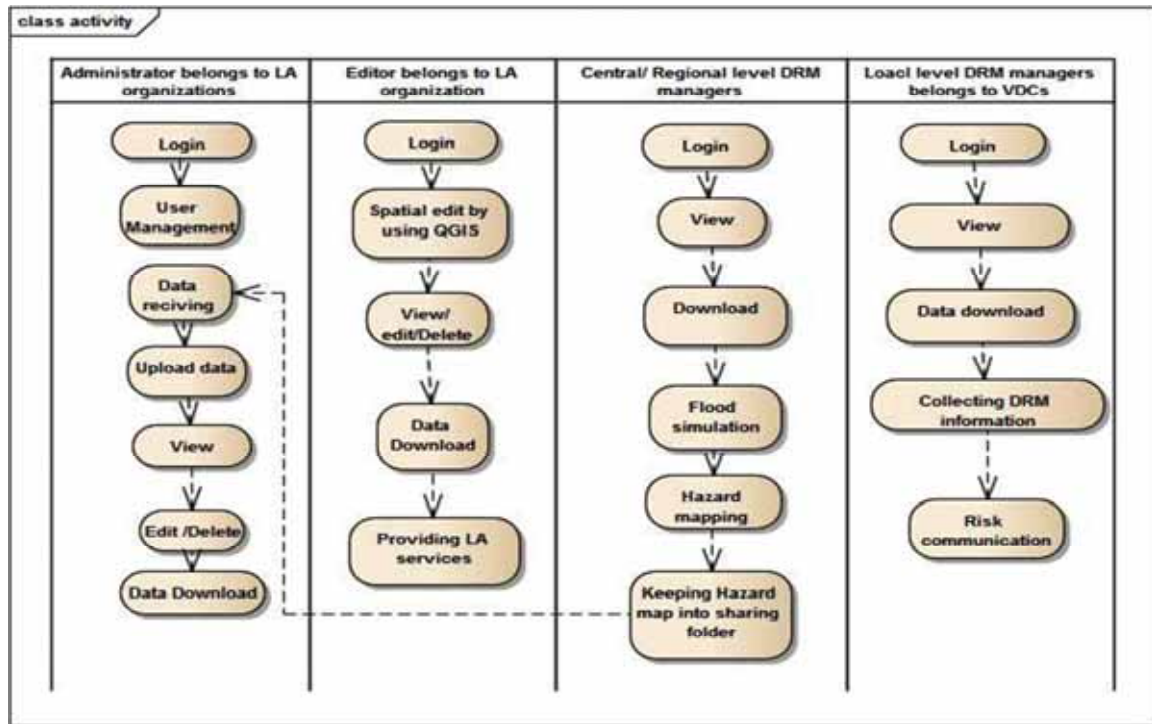 class activity
Administrator belongs to LA
organizations
Login
User
Management
Data
reciving
Upload data
View
Edit /Delete
Data Download
Editor belongs to LA
organization
Login
Spatial edit by
using QGIS
View/
edit/Delete
Data
Download
Providing LA
services
Central/ Regional level DRM
managers
Login
View
Download
Flood
simulation
Hazard
mapping
Keeping Hazard
map into sharing
folder
Loacl level DRM managers
belongs to VDCs
Login
View
Data download
Collecting DRM
information
Risk
communication